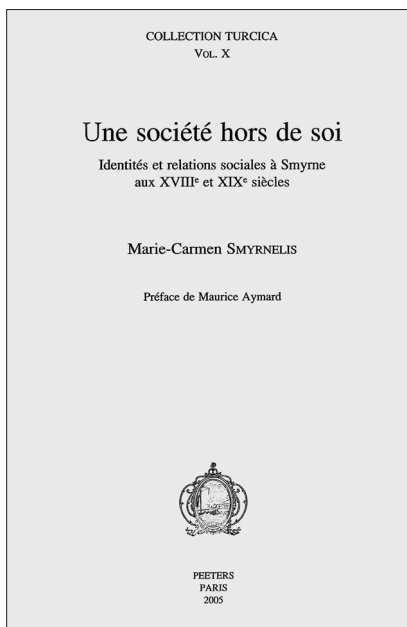 COLLECTION TURCICA
VOL. X
Une société hors de soi
Identités et relations sociales à Smyrne
aux XVIIIe et XIXe siècles
Marie-Carmen SMYRNELIS
Préface de Maurice Aymard
PEETERS
PARIS
2005